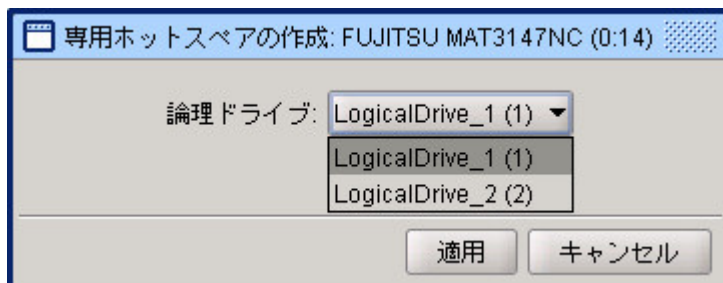 専用ホットスペアの作成: FUJITSU MAT3147NC (0:14)
論理ドライブ: LogicalDrive_1 (1)
LogicalDrive_1 (1)
LogicalDrive_2 (2)
適用 キャンセル